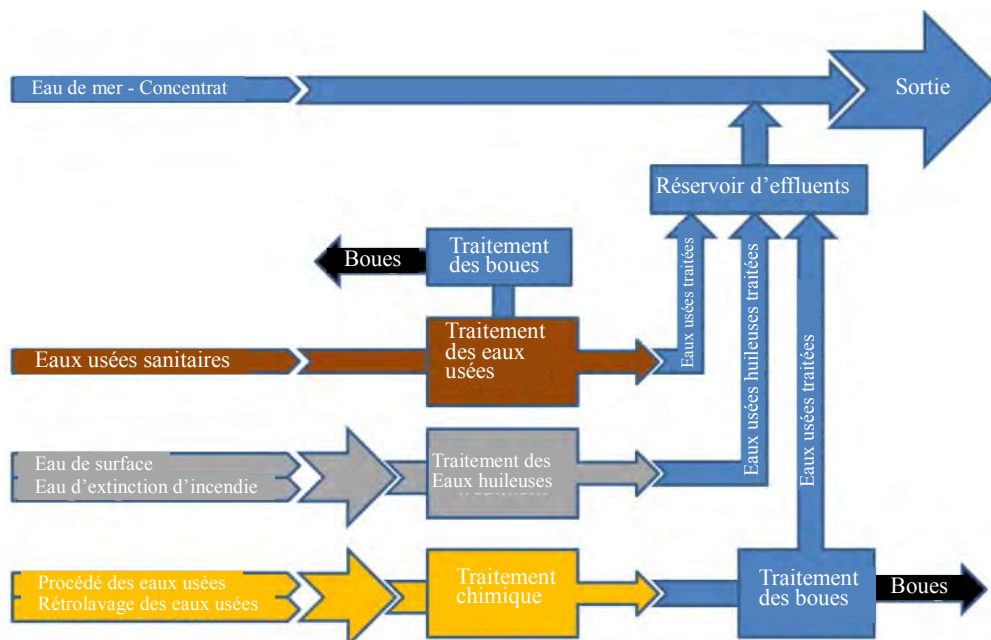 Eau de mer - Concentrat
Sortie
Réservoir d'effluents
Boues
Traitement
des boues
Eaux usées traitées
Eaux usées huileuses traitées
Eaux usées traitées
Eaux usées sanitaires
Traitement
des eaux
usées
Eau de surface
Eau d'extinction d'incendie
Traitement des
Eaux huileuses
Procédé des eaux usées
Rétrolavage des eaux usées
Traitement
chimique
Traitement
des boues
Boues